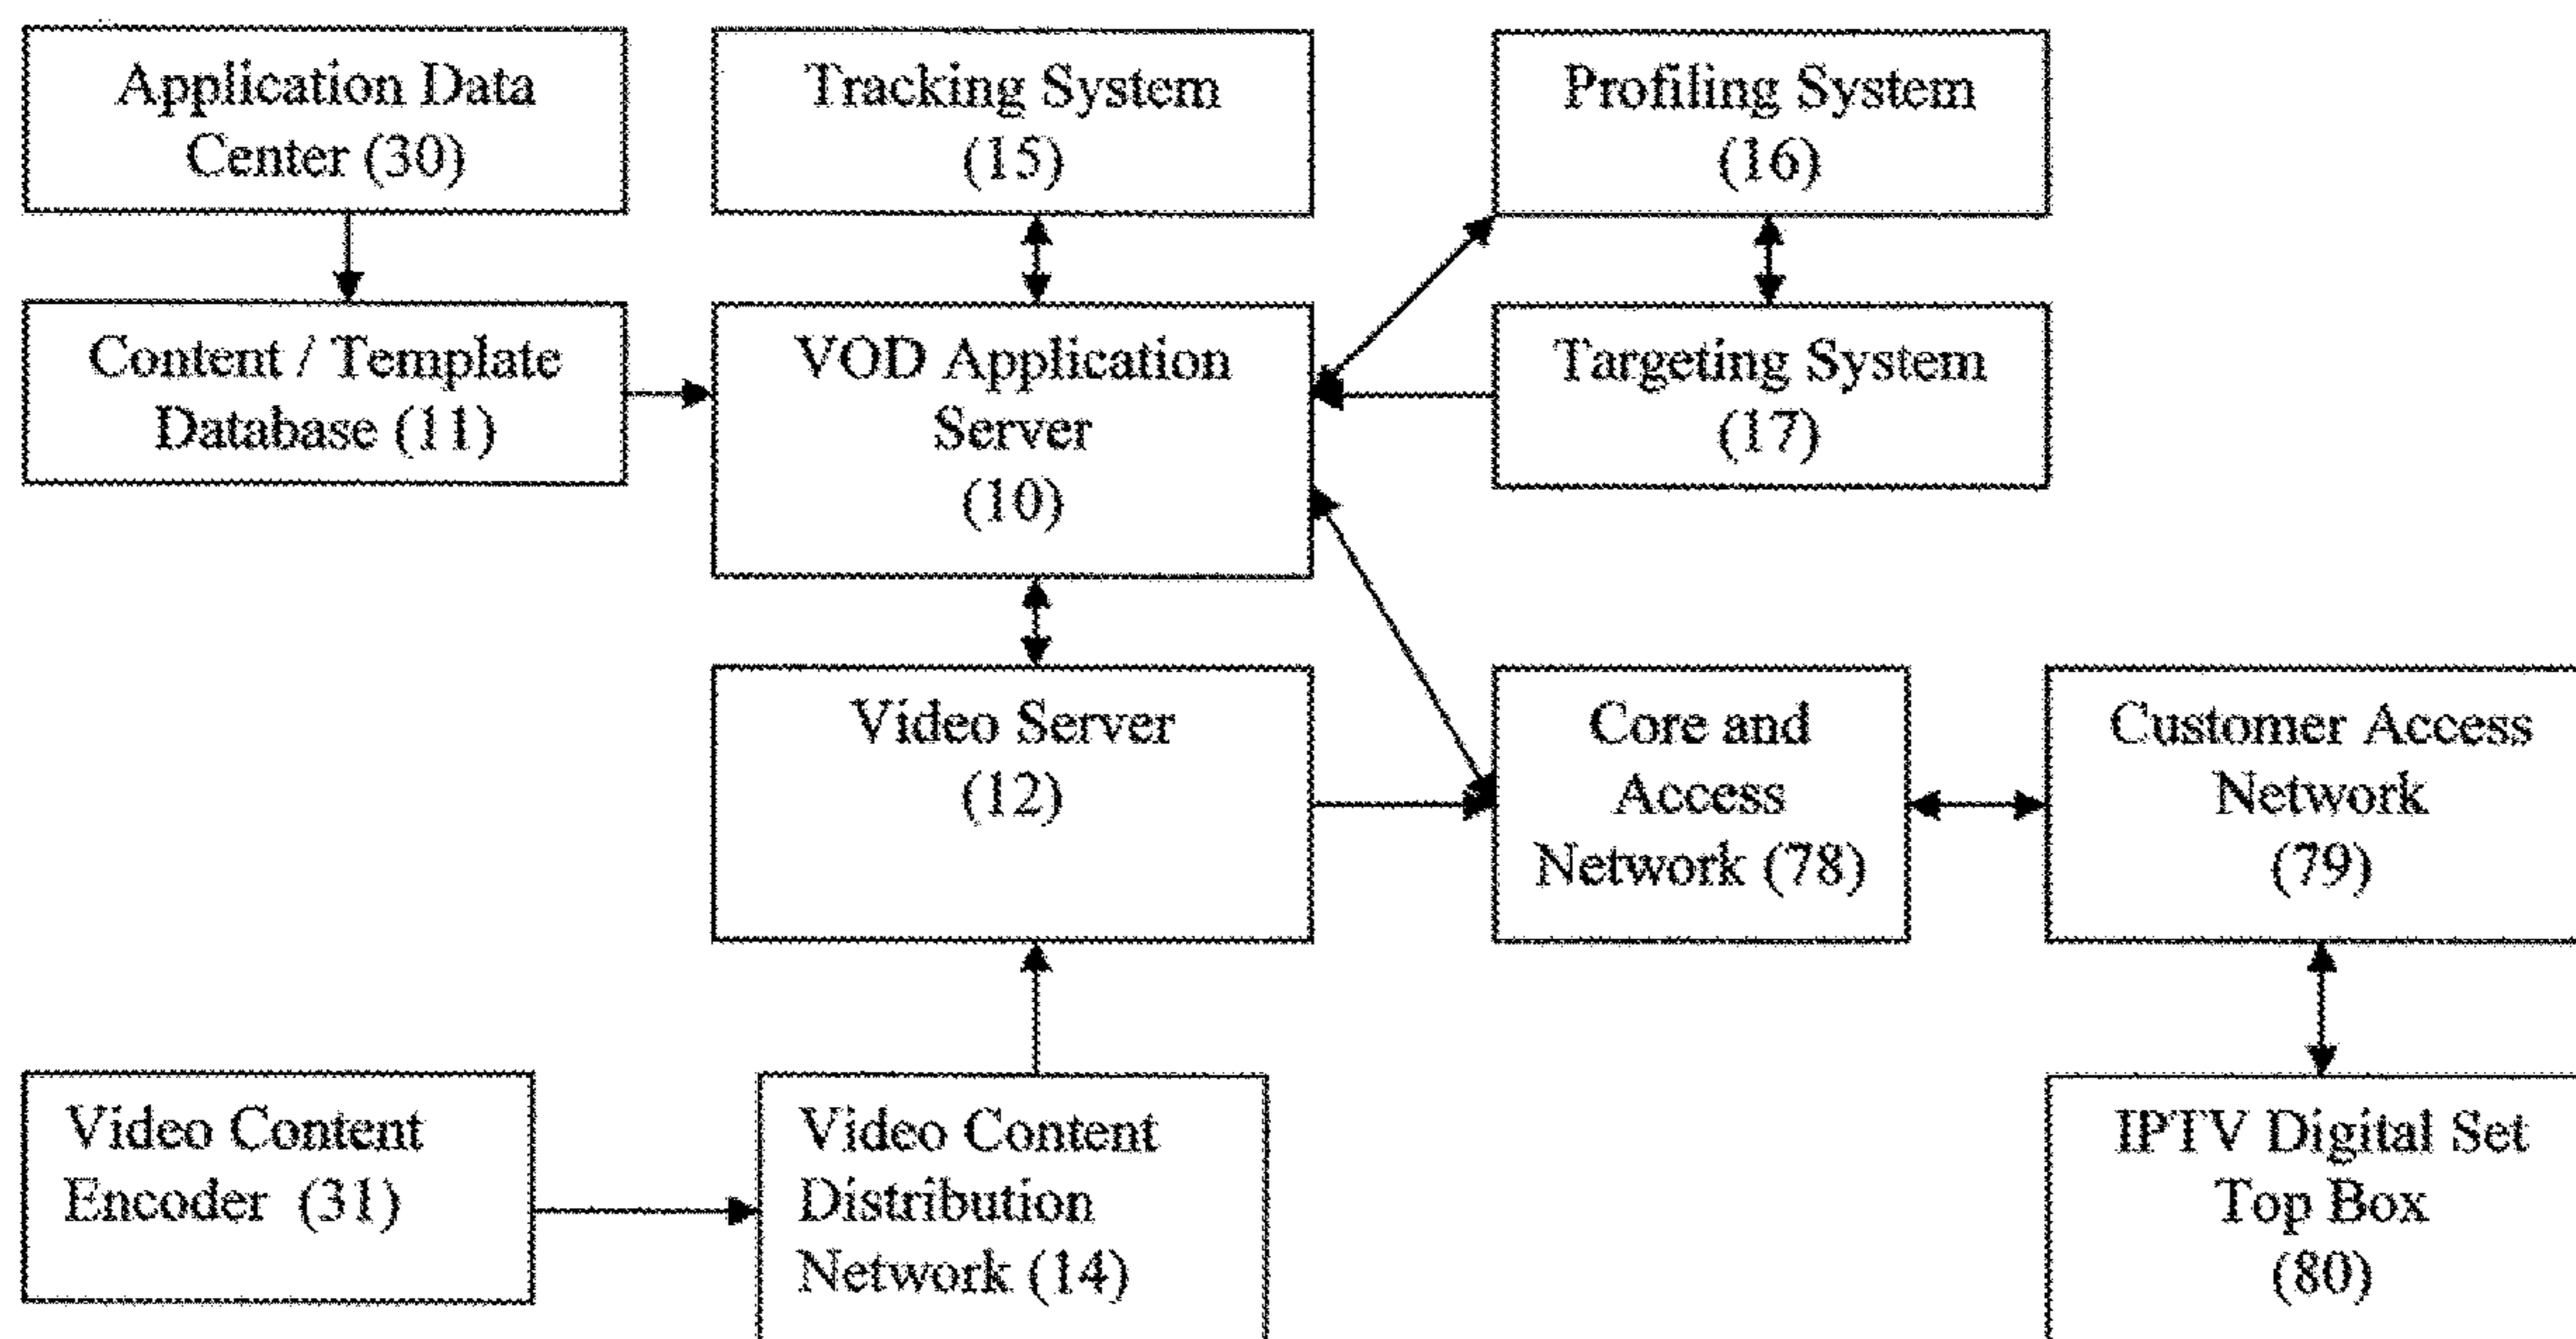 Application Data
Center (30)
Tracking System
(15)
Profiling System
(16)
Content / Template
Database (11)
VOD Application
Server
(10)
Targeting System
(17)
Video Server
(12)
Core and
Access
Network (78)
Customer Access
Network
(79)
Video Content
Encoder (31)
Video Content
Distribution
Network (14)
IPTV Digital Set
Top Box
(80)